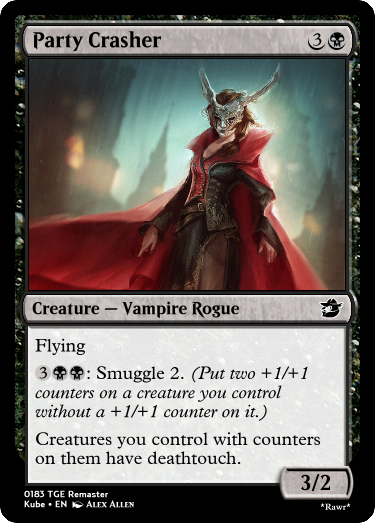 Party Crasher 3
Creature — Vampire Rogue
Flying
3: Smuggle 2. (Put two +1/+1
counters on a creature you control
without a +1/+1 counter on it.)
Creatures you control with counters
on them have deathtouch.
3/2
0183 TGE Remaster
Kube • EN ALEX ALLEN
*Rawr*